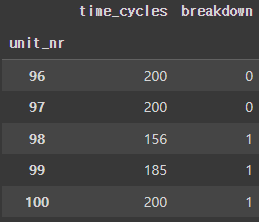 time_cycles breakdown
unit_nr
96 200 0
97 200 0
98 156 1
99 185 1
100 200 1